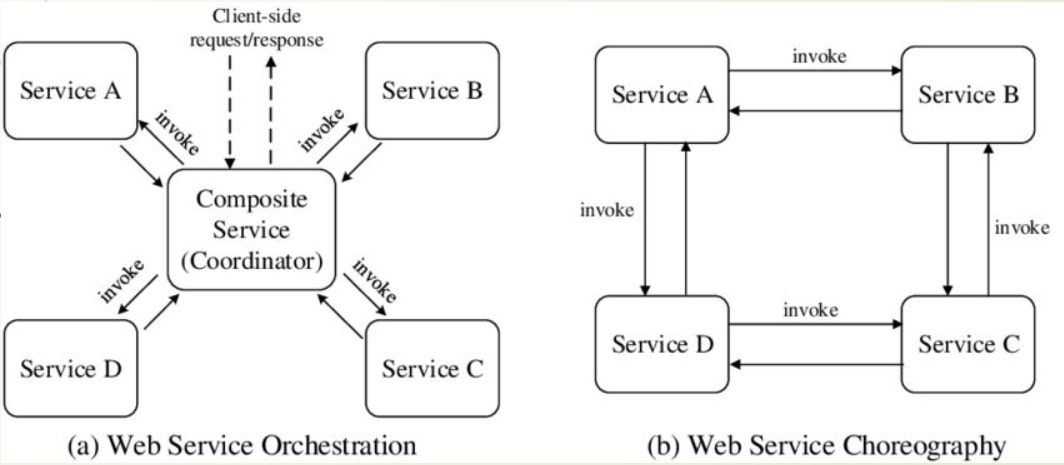 Client-side
request/response
Service A
Service B
invoke
invoke
Composite
Service
(Coordinator)
invoke
invoke
Service D
Service C
(a) Web Service Orchestration
invoke
Service A
Service B
invoke
invoke
invoke
Service D
Service C
(b) Web Service Choreography